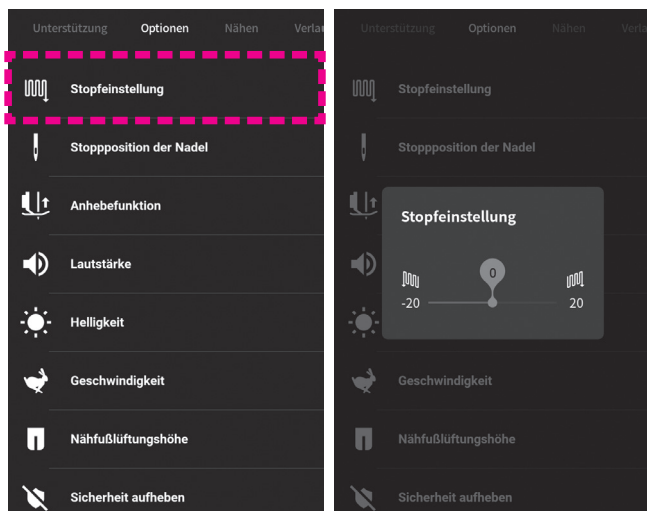 Unterstützung Optionen Nähen Verlan
Stopfeinstellung
Stoppposition der Nadel
Anhebefunktion
Lautstärke
Helligkeit
Geschwindigkeit
Nähfußlüftungshöhe
Sicherheit aufheben
Unterstützung Optionen Nähen Verla
Stopfeinstellung
Stoppposition der Nadel
Stopfeinstellung
0
-20 20
Geschwindigkeit
Nähfußlüftungshöhe
Sicherheit aufheben